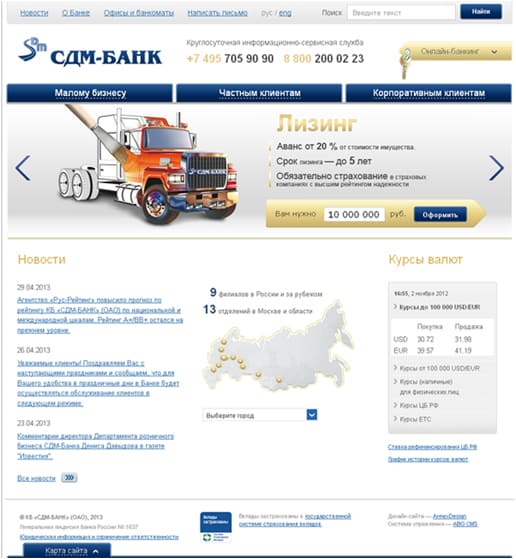 Новости О Банке Офисы и банкоматы Написать письмо рус / eng Поиск Введите текст Найти
SDM СДМ-БАНК
Круглосуточная информационно-сервисная служба
+7 495 705 90 90 8 800 200 02 23
Онлайн-банкинг
Малому бизнесу Частным клиентам Корпоративным клиентам
Лизинг
Аванс от 20 % от стоимости имущества.
Срок лизинга — до 5 лет
Обязательно страхование в страховых
компаниях с высшим рейтингом надежности
СДМ-БАНК
Вам нужно 10 000 000 руб. Оформить
Новости
29.04.2013
Агентство «Рус-Рейтинг» повысило прогноз по
рейтингу КБ «СДМ-БАНК» (ОАО) по национальной и
международной шкалам. Рейтинг А+/BB+ остался на
прежнем уровне.
26.04.2013
Уважаемые клиенты! Поздравляем Вас с
наступающими праздниками и сообщаем, что для
Вашего удобства в праздничные дни в Банке будет
осуществляться обслуживание клиентов в
следующем режиме:
23.04.2013
Комментарии директора Департамента розничного
бизнеса СДМ-Банка Дениса Давыдова в газете
"Известия".
Все новости
9 филиалов в России и за рубежом
13 отделений в Москве и области
Выберите город
Курсы валют
16:55, 2 ноября 2012
Курсы до 100 000 USD/EUR
Покупка Продажа
USD 30.72 31.98
EUR 39.57 41.19
Курсы от 100 000 USD/EUR
Курсы (наличные)
для физических лиц
Курсы ЦБ РФ
Курсы ЕТС
Ставка рефинансирования ЦБ РФ
График истории курсов валют
© КБ «СДМ-БАНК» (ОАО), 2013
Генеральная лицензия Банка России № 1637
Юридическая информация и ограничение ответственности
Вклады
застрахованы
Вклады застрахованы в государственной
системе страхования вкладов.
Дизайн сайта — ArmexDesign
Система управления — ABO.CMS
Карта сайта